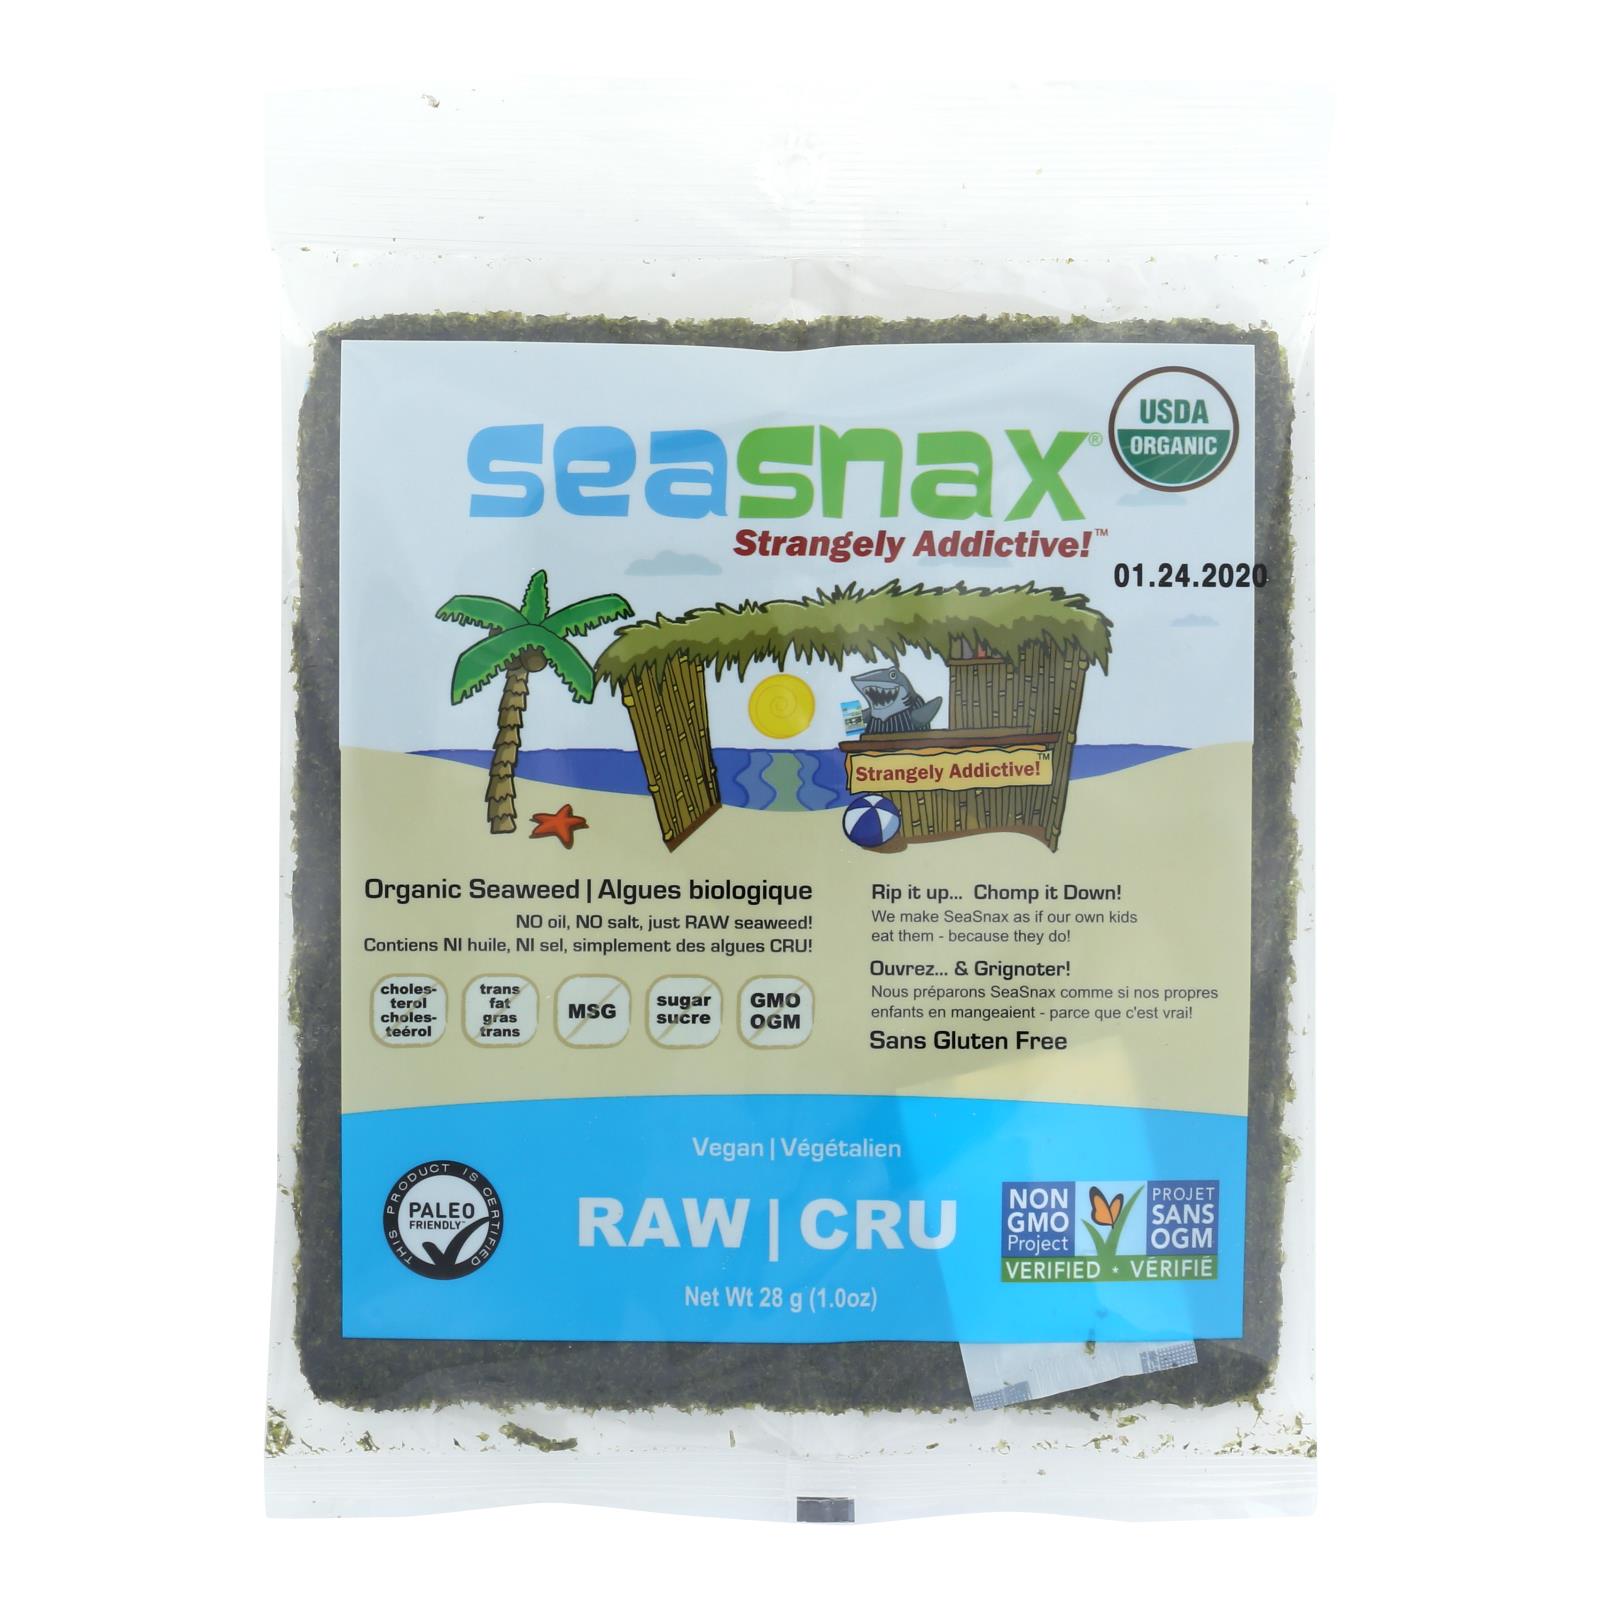 seasnax®
Strangely Addictive!™
USDA
ORGANIC
01.24.2020
Strangely Addictive!™
Organic Seaweed | Algues biologique
NO oil, NO salt, just RAW seaweed!
Contiens NI huile, NI sel, simplement des algues CRU!
choles-
terol
choles-
teérol
trans
fat
gras
trans
MSG
sugar
sucre
GMO
OGM
Rip it up... Chomp it Down!
We make SeaSnax as if our own kids
eat them - because they do!
Ouvrez... & Grignoter!
Nous préparons SeaSnax comme si nos propres
enfants en mangeaient - parce que c'est vrai!
Sans Gluten Free
Vegan | Végétalien
RAW | CRU
Net Wt 28 g (1.0oz)
THIS PRODUCT IS CERTIFIED
PALEO
FRIENDLY™
NON
GMO
Project
PROJET
SANS
OGM
VERIFIED • VÉRIFIÉ